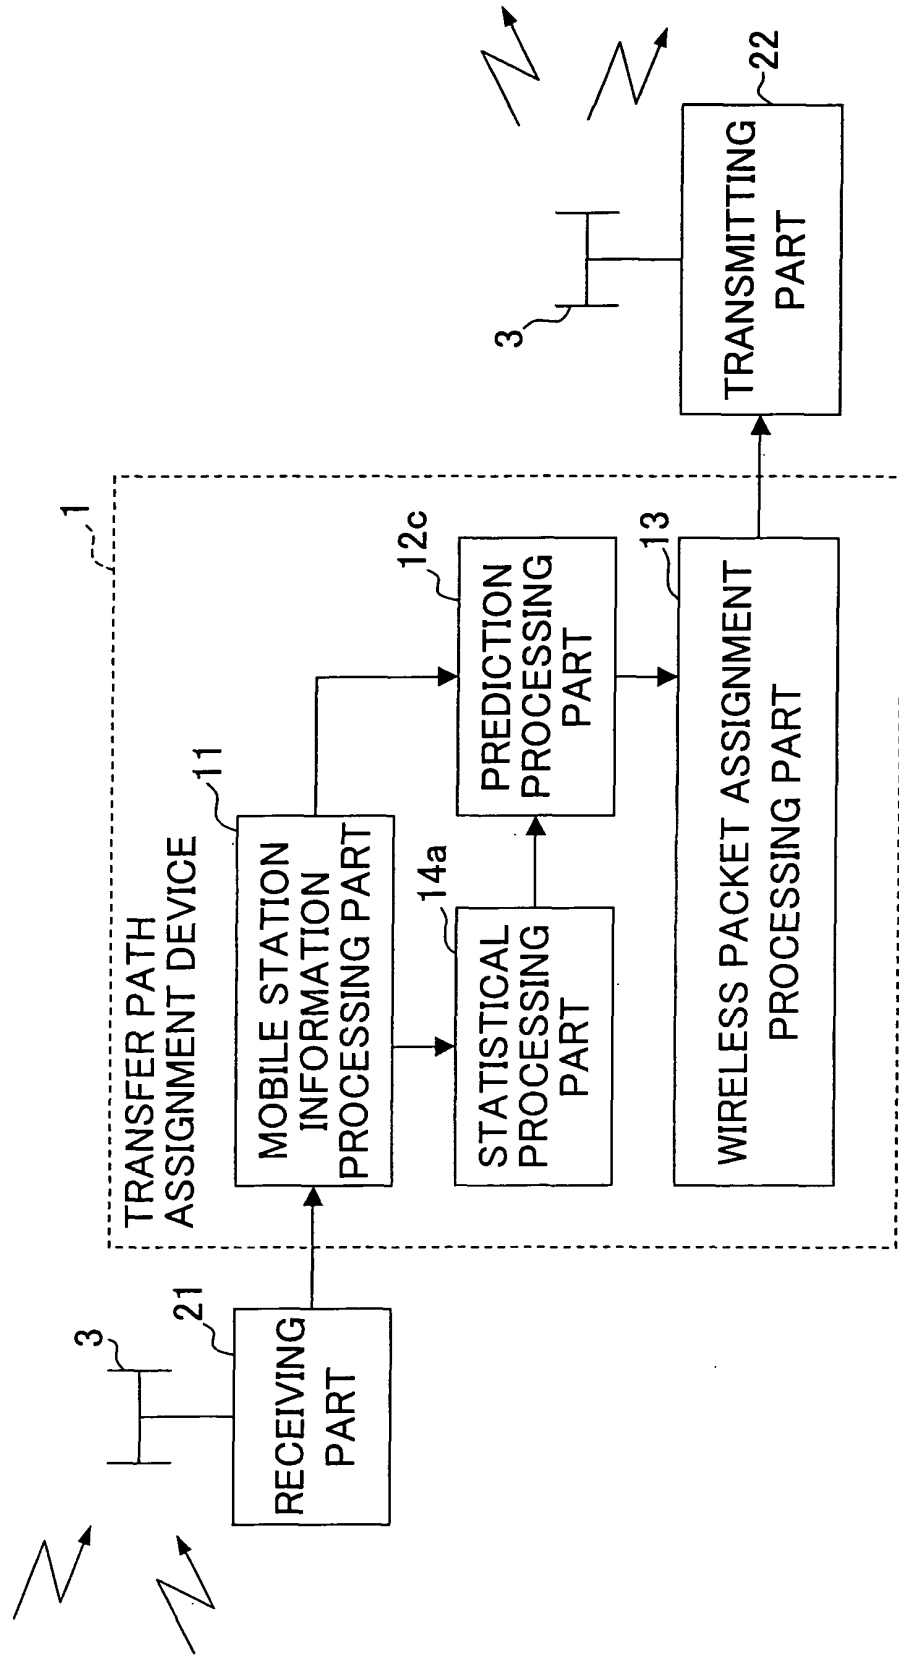 TRANSFER PATH
ASSIGNMENT DEVICE
1
3
21
RECEIVING
PART
11
MOBILE STATION
INFORMATION
PROCESSING PART
14a
STATISTICAL
PROCESSING
PART
12c
PREDICTION
PROCESSING
PART
13
WIRELESS PACKET ASSIGNMENT
PROCESSING PART
3
22
TRANSMITTING
PART